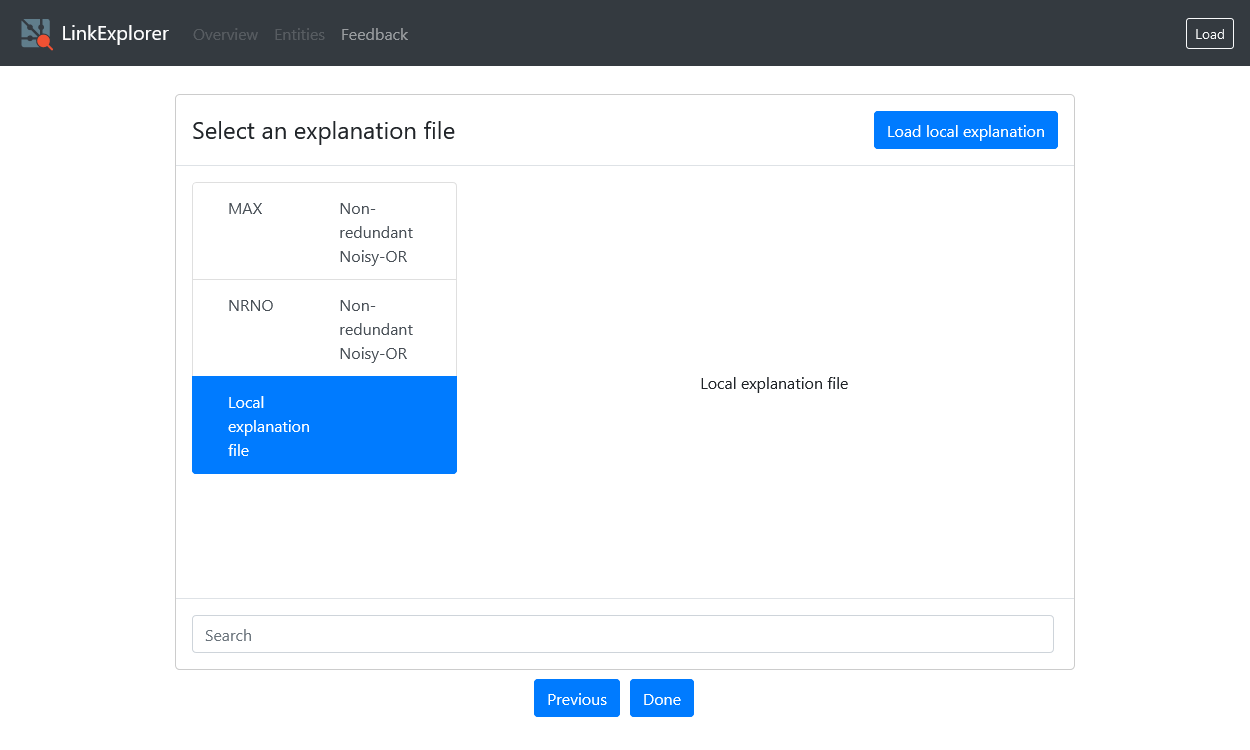 LinkExplorer Overview Entities Feedback Load
Select an explanation file
Load local explanation
MAX
Non-
redundant
Noisy-OR
NRNO
Non-
redundant
Noisy-OR
Local
explanation
file
Local explanation file
Search
Previous Done